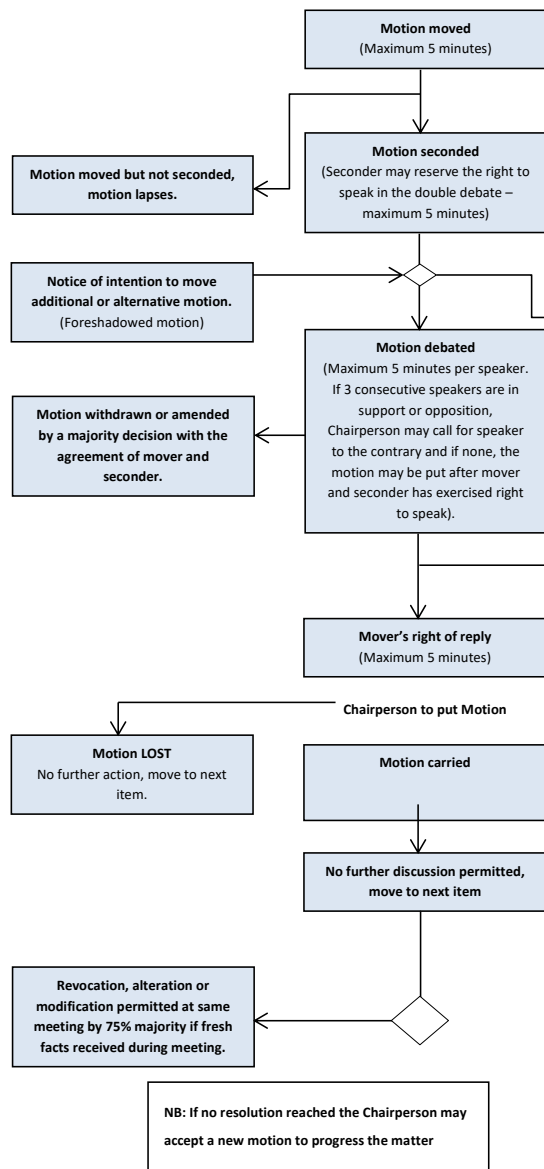 Motion moved
(Maximum 5 minutes)
Motion seconded
(Seconder may reserve the right to
speak in the double debate –
maximum 5 minutes)
Motion moved but not seconded,
motion lapses.
Notice of intention to move
additional or alternative motion.
(Foreshadowed motion)
Motion debated
(Maximum 5 minutes per speaker.
If 3 consecutive speakers are in
support or opposition,
Chairperson may call for speaker
to the contrary and if none, the
motion may be put after mover
and seconder has exercised right
to speak).
Motion withdrawn or amended
by a majority decision with the
agreement of mover and
seconder.
Mover’s right of reply
(Maximum 5 minutes)
Chairperson to put Motion
Motion LOST
No further action, move to next
item.
Motion carried
No further discussion permitted,
move to next item
Revocation, alteration or
modification permitted at same
meeting by 75% majority if fresh
facts received during meeting.
NB: If no resolution reached the Chairperson may
accept a new motion to progress the matter